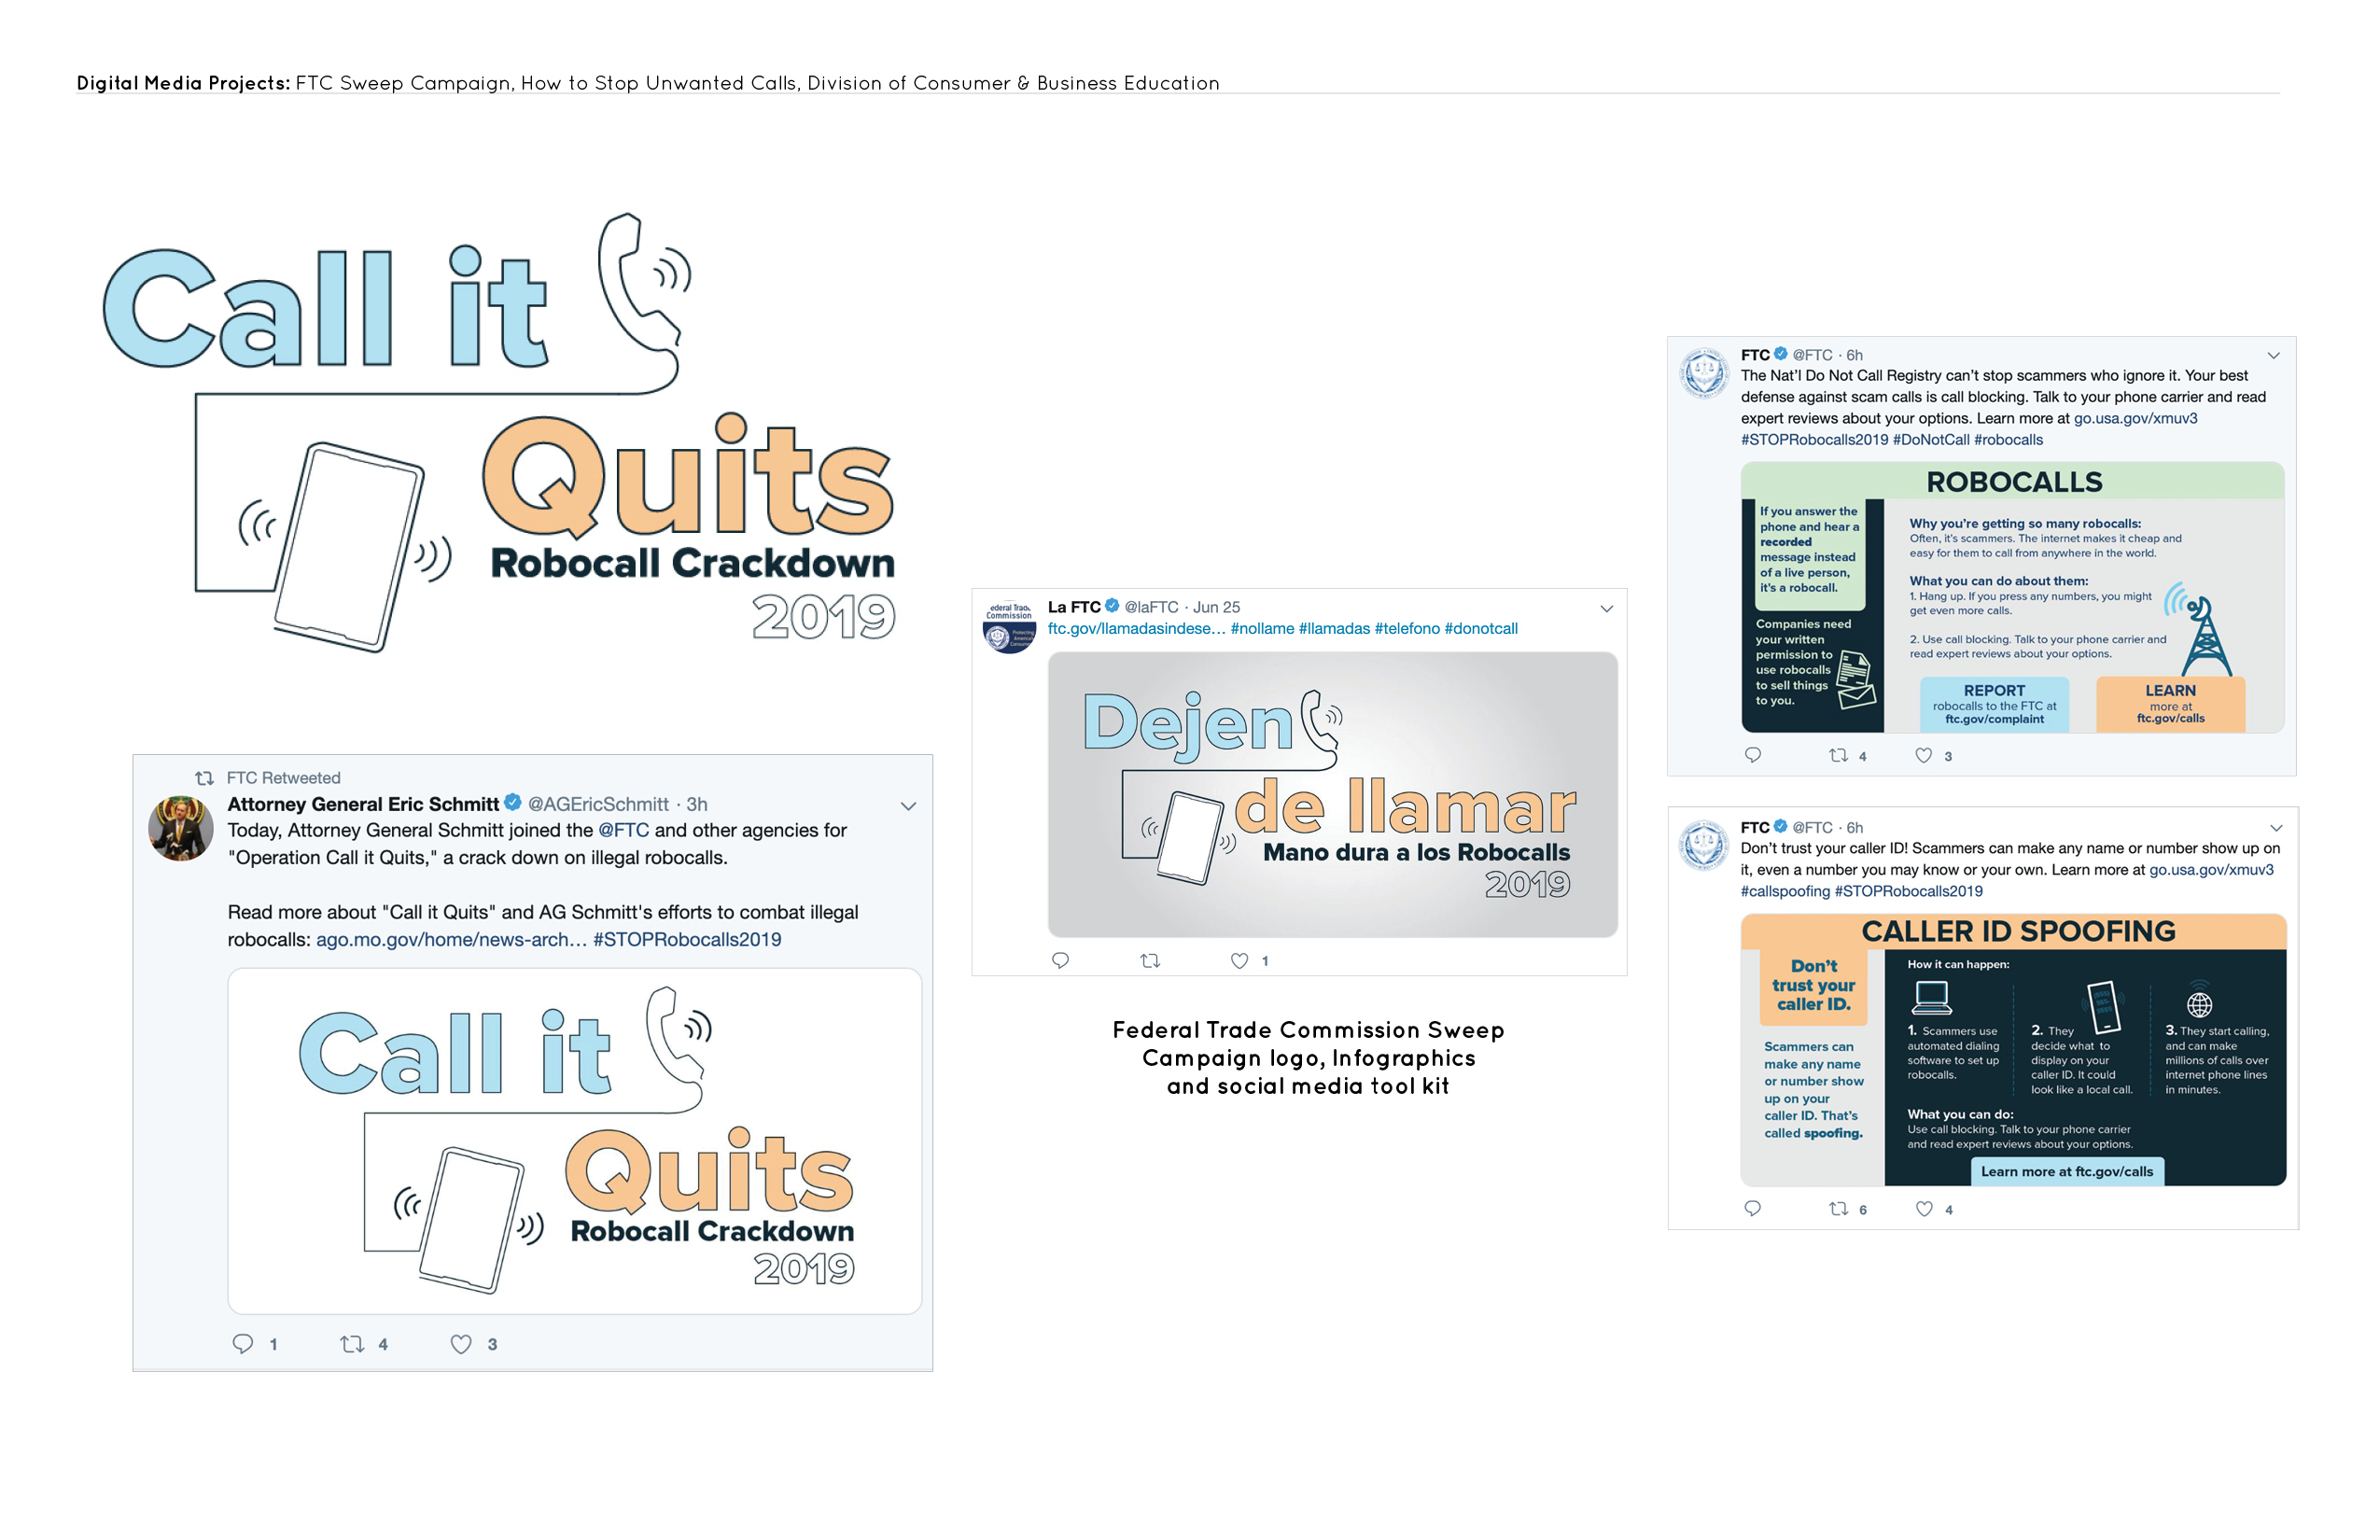 Digital Media Projects: FTC Sweep Campaign, How to Stop Unwanted Calls, Division of Consumer & Business Education
Call it
Quits
Robocall Crackdown
2019
FTC Retweeted
Attorney General Eric Schmitt @AGEricSchmitt · 3h
Today, Attorney General Schmitt joined the @FTC and other agencies for
"Operation Call it Quits," a crack down on illegal robocalls.
Read more about "Call it Quits" and AG Schmitt's efforts to combat illegal
robocalls: ago.mo.gov/home/news-arch… #STOPRobocalls2019
Call it
Quits
Robocall Crackdown
2019
1 4 3
ederal Trad
Commission
Protecting
America's
Consumers
La FTC @laFTC · Jun 25
ftc.gov/llamadasindese… #nollame #llamadas #telefono #donotcall
Dejen
de llamar
Mano dura a los Robocalls
2019
1
Federal Trade Commission Sweep
Campaign logo, Infographics
and social media tool kit
FTC @FTC · 6h
The Nat'l Do Not Call Registry can't stop scammers who ignore it. Your best
defense against scam calls is call blocking. Talk to your phone carrier and read
expert reviews about your options. Learn more at go.usa.gov/xmuv3
#STOPRobocalls2019 #DoNotCall #robocalls
ROBOCALLS
If you answer the
phone and hear a
recorded
message instead
of a live person,
it's a robocall.
Companies need
your written
permission to
use robocalls
to sell things
to you.
Why you're getting so many robocalls:
Often, it's scammers. The internet makes it cheap and
easy for them to call from anywhere in the world.
What you can do about them:
1. Hang up. If you press any numbers, you might
get even more calls.
2. Use call blocking. Talk to your phone carrier and
read expert reviews about your options.
REPORT
robocalls to the FTC at
ftc.gov/complaint
LEARN
more at
ftc.gov/calls
4 3
FTC @FTC · 6h
Don't trust your caller ID! Scammers can make any name or number show up on
it, even a number you may know or your own. Learn more at go.usa.gov/xmuv3
#callspoofing #STOPRobocalls2019
CALLER ID SPOOFING
Don't
trust your
caller ID.
Scammers can
make any name
or number show
up on your
caller ID. That's
called spoofing.
How it can happen:
1. Scammers use
automated dialing
software to set up
robocalls.
2. They
decide what to
display on your
caller ID. It could
look like a local call.
3. They start calling,
and can make
millions of calls over
internet phone lines
in minutes.
What you can do:
Use call blocking. Talk to your phone carrier
and read expert reviews about your options.
Learn more at ftc.gov/calls
6 4